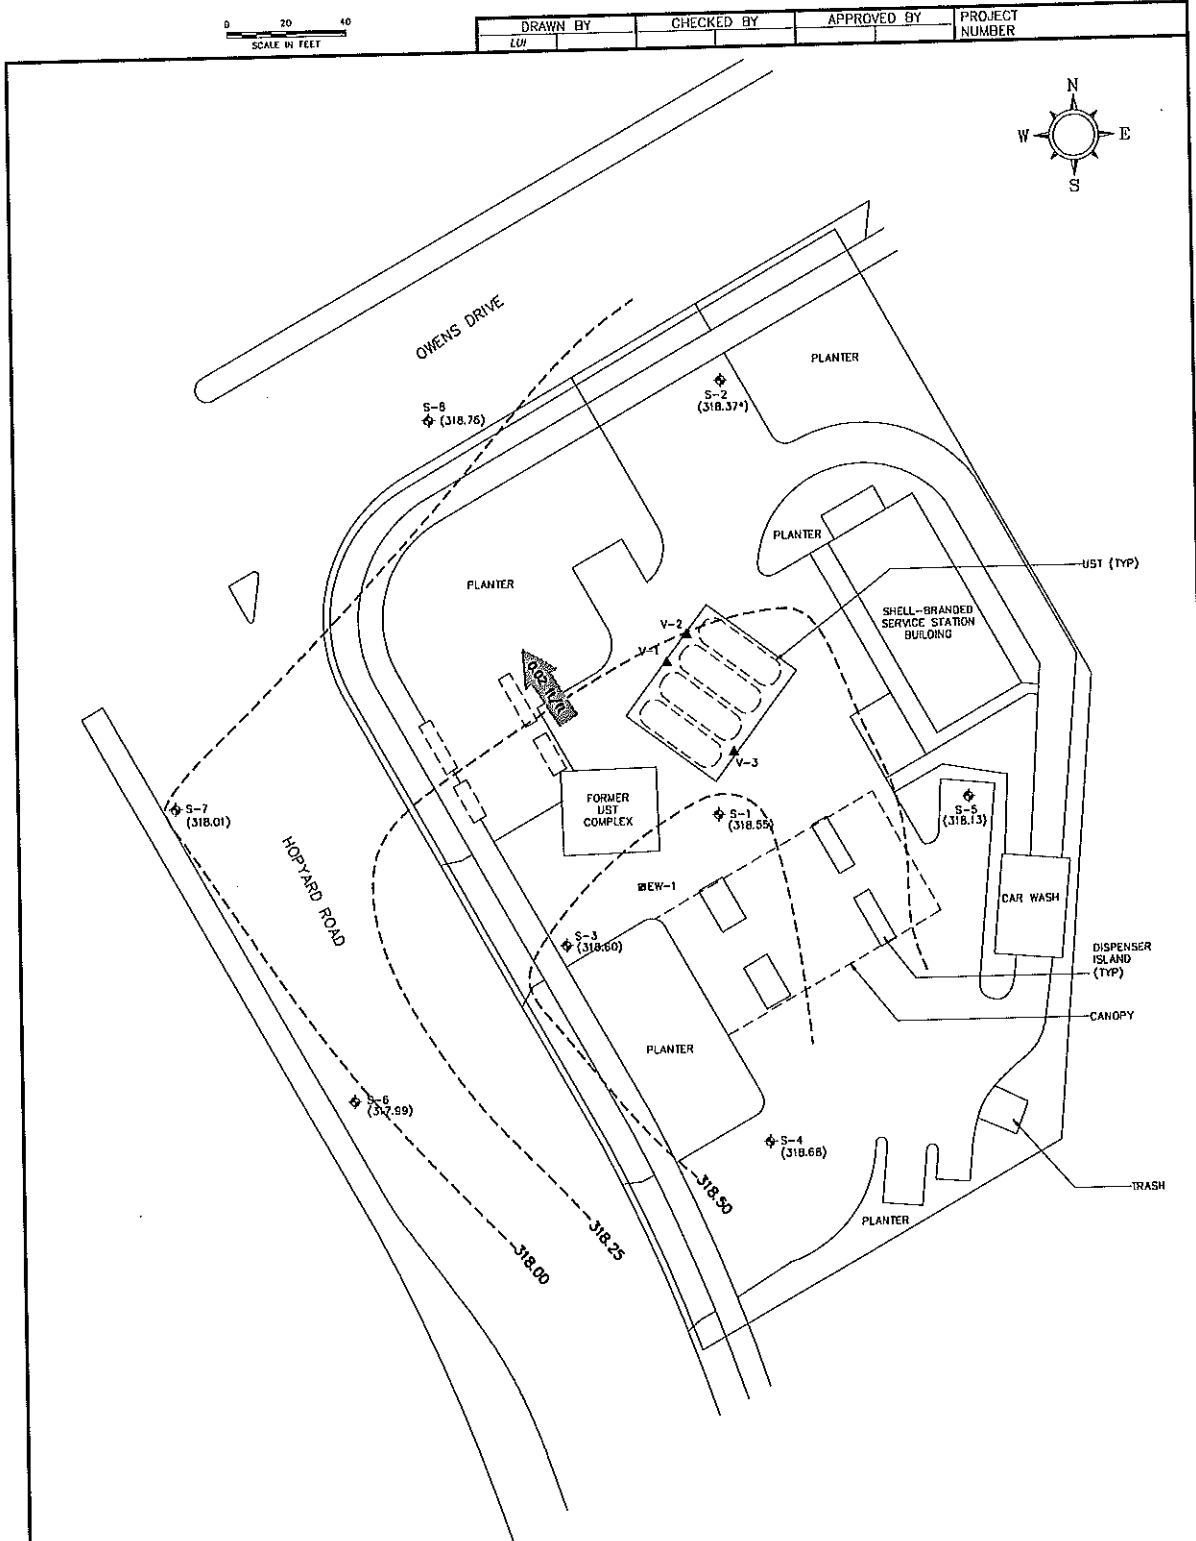 0 20 40
SCALE IN FEET
DRAWN BY
LUI
CHECKED BY
APPROVED BY
PROJECT
NUMBER
N
W E
S
OWENS DRIVE
PLANTER
S-2
(318.37*)
S-8
(318.76)
PLANTER
PLANTER
UST (TYP)
SHELL-BRANDED
SERVICE STATION
BUILDING
V-2
V-1
0.02 ft/ft
V-3
S-7
(318.01)
FORMER
UST
COMPLEX
S-1
(318.55)
S-5
(318.13)
HOPYARD ROAD
EW-1
CAR WASH
S-3
(318.60)
DISPENSER
ISLAND
(TYP)
CANOPY
PLANTER
S-6
(317.99)
S-4
(318.68)
318.50
TRASH
318.25
PLANTER
318.00